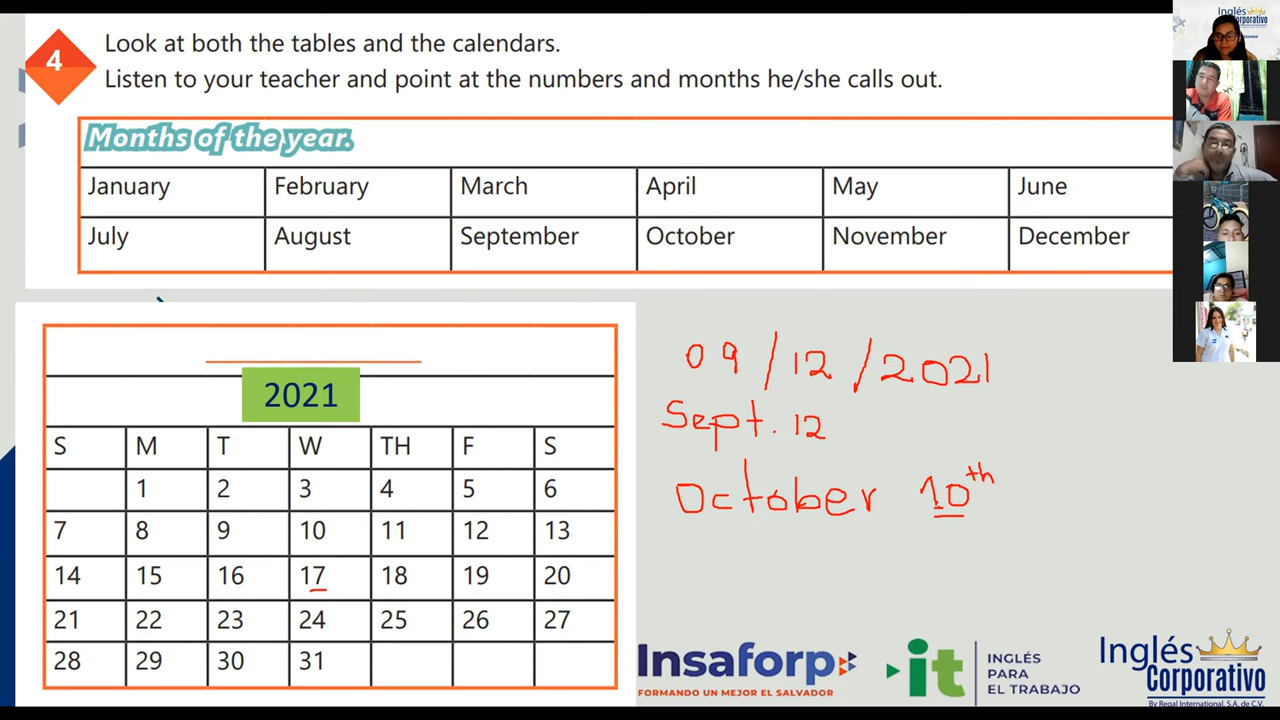 4
Look at both the tables and the calendars.
Listen to your teacher and point at the numbers and months he/she calls out.
Months of the year.
January February March April May June
July August September October November December
2021
S M T W TH F S
1 2 3 4 5 6
7 8 9 10 11 12 13
14 15 16 17 18 19 20
21 22 23 24 25 26 27
28 29 30 31
09/12/2021
Sept. 12
October 10th
Insaforp
FORMANDO UN MEJOR EL SALVADOR
it
INGLÉS
PARA
EL TRABAJO
Inglés
Corporativo
By Regal International, S.A. de C.V.
Inglés
Corporativo